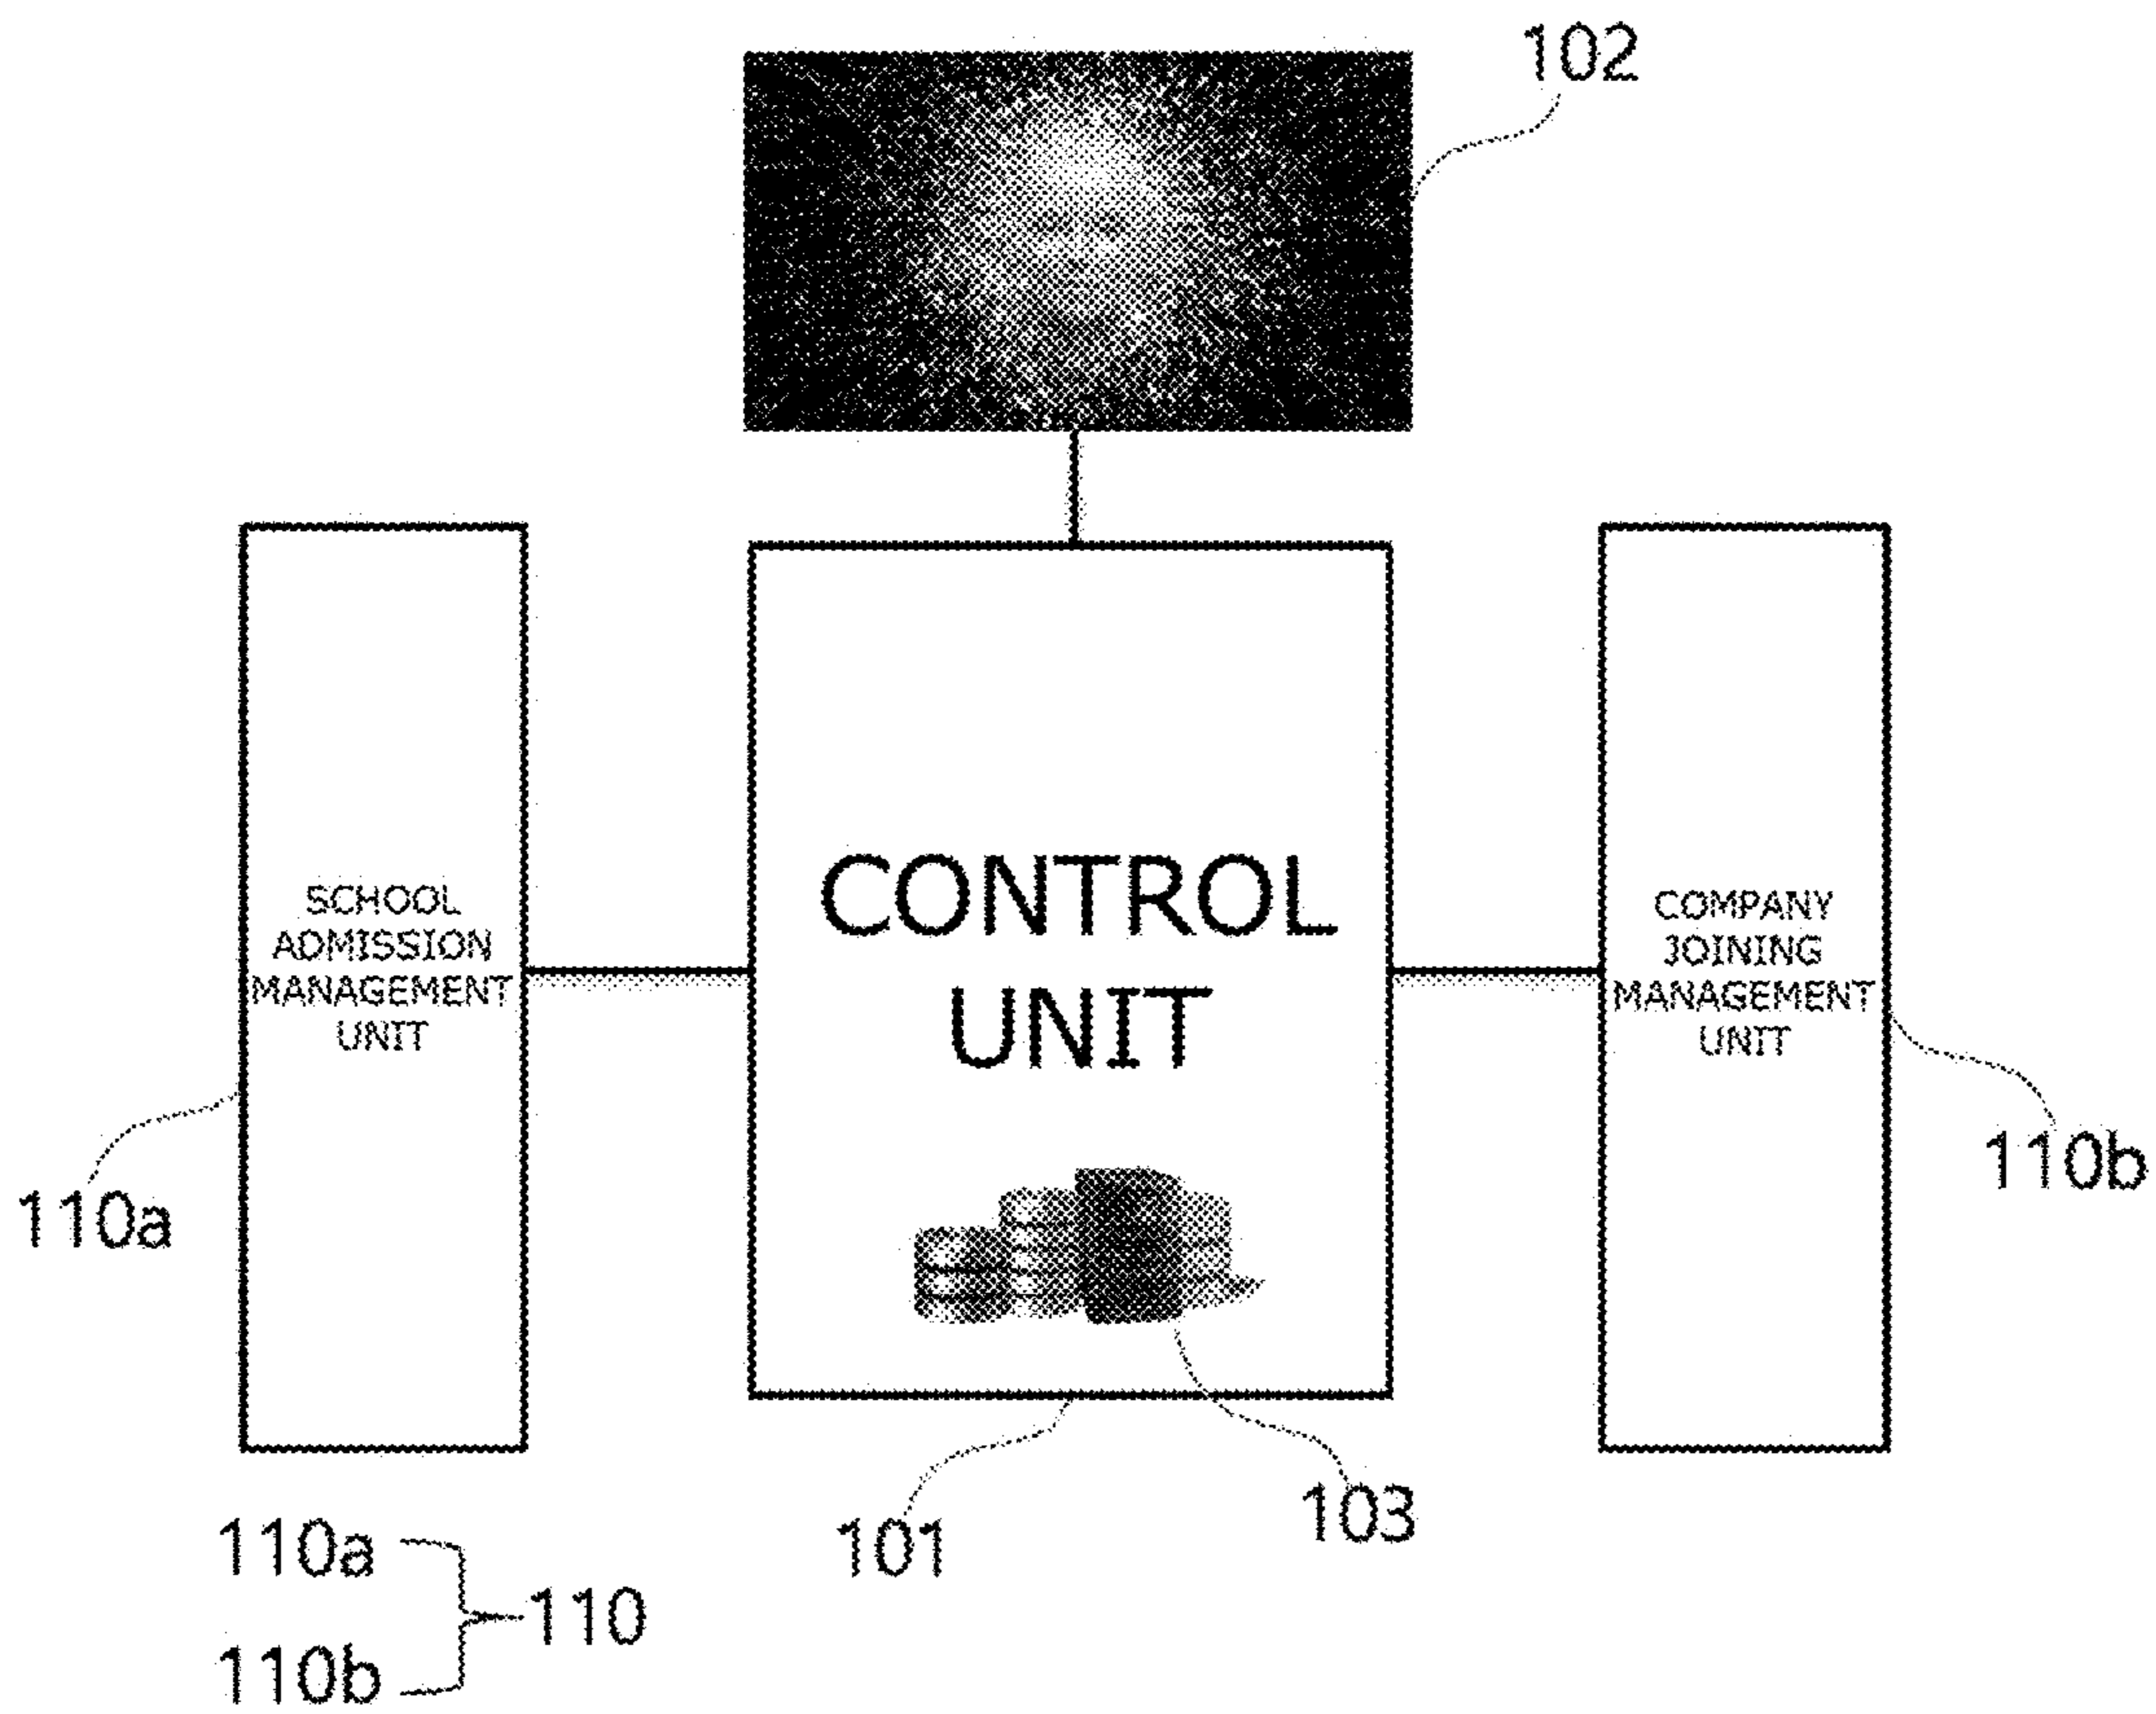 102
SCHOOL
ADMISSION
MANAGEMENT
UNIT
CONTROL
UNIT
COMPANY
JOINING
MANAGEMENT
UNIT
110a
110b
101
103
110a
110b
110